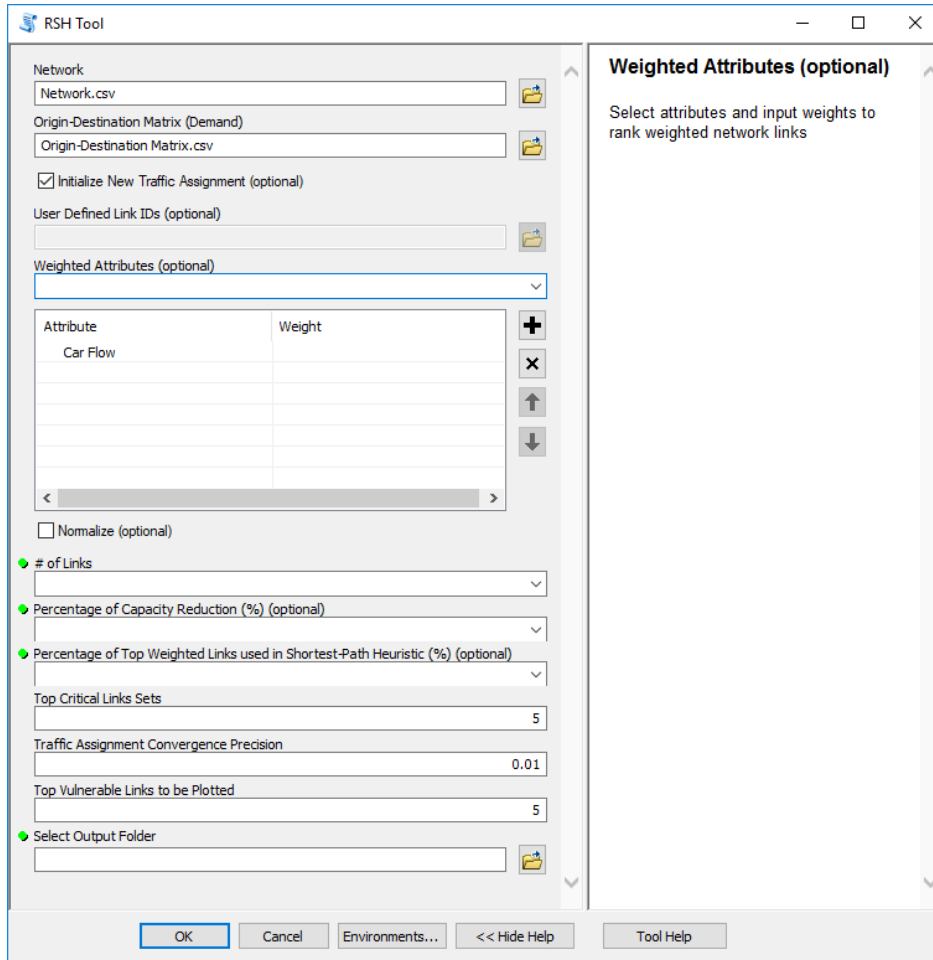 RSH Tool
Network
Network.csv
Origin-Destination Matrix (Demand)
Origin-Destination Matrix.csv
Initialize New Traffic Assignment (optional)
User Defined Link IDs (optional)
Weighted Attributes (optional)
Attribute Weight
Car Flow
Normalize (optional)
# of Links
Percentage of Capacity Reduction (%) (optional)
Percentage of Top Weighted Links used in Shortest-Path Heuristic (%) (optional)
Top Critical Links Sets
5
Traffic Assignment Convergence Precision
0.01
Top Vulnerable Links to be Plotted
5
Select Output Folder
Weighted Attributes (optional)
Select attributes and input weights to
rank weighted network links
OK Cancel Environments... << Hide Help Tool Help